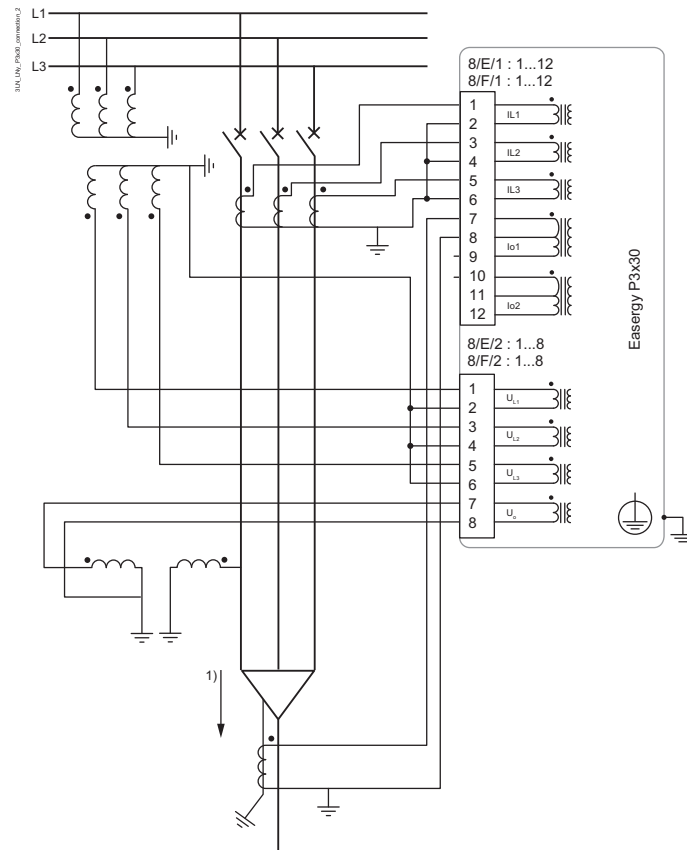 3LN_LNy_P3x30_connection_2
L1
L2
L3
8/E/1 : 1...12
8/F/1 : 1...12
1
2
3
4
5
6
7
8
9
10
11
12
IL1
IL2
IL3
Io1
Io2
Easergy P3x30
8/E/2 : 1...8
8/F/2 : 1...8
1
2
3
4
5
6
7
8
UL1
UL2
UL3
Uo
1)